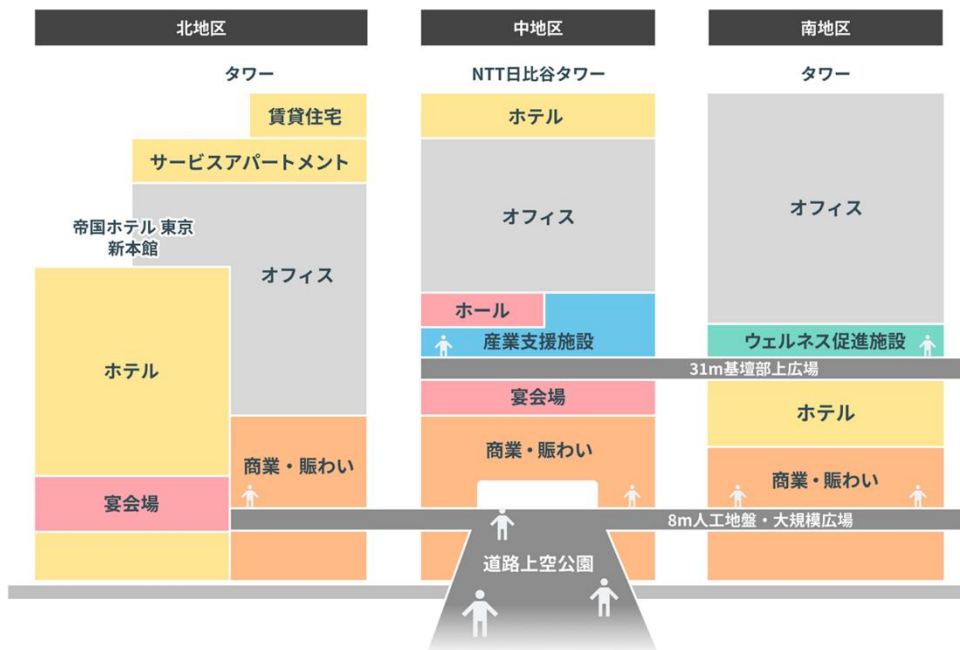 北地区
タワー
賃貸住宅
サービスアパートメント
帝国ホテル 東京
新本館
オフィス
ホテル
商業・賑わい
宴会場
中地区
NTT日比谷タワー
ホテル
オフィス
ホール
産業支援施設
宴会場
商業・賑わい
道路上空公園
南地区
タワー
オフィス
ウェルネス促進施設
31m基壇部上広場
ホテル
商業・賑わい
8m人工地盤・大規模広場